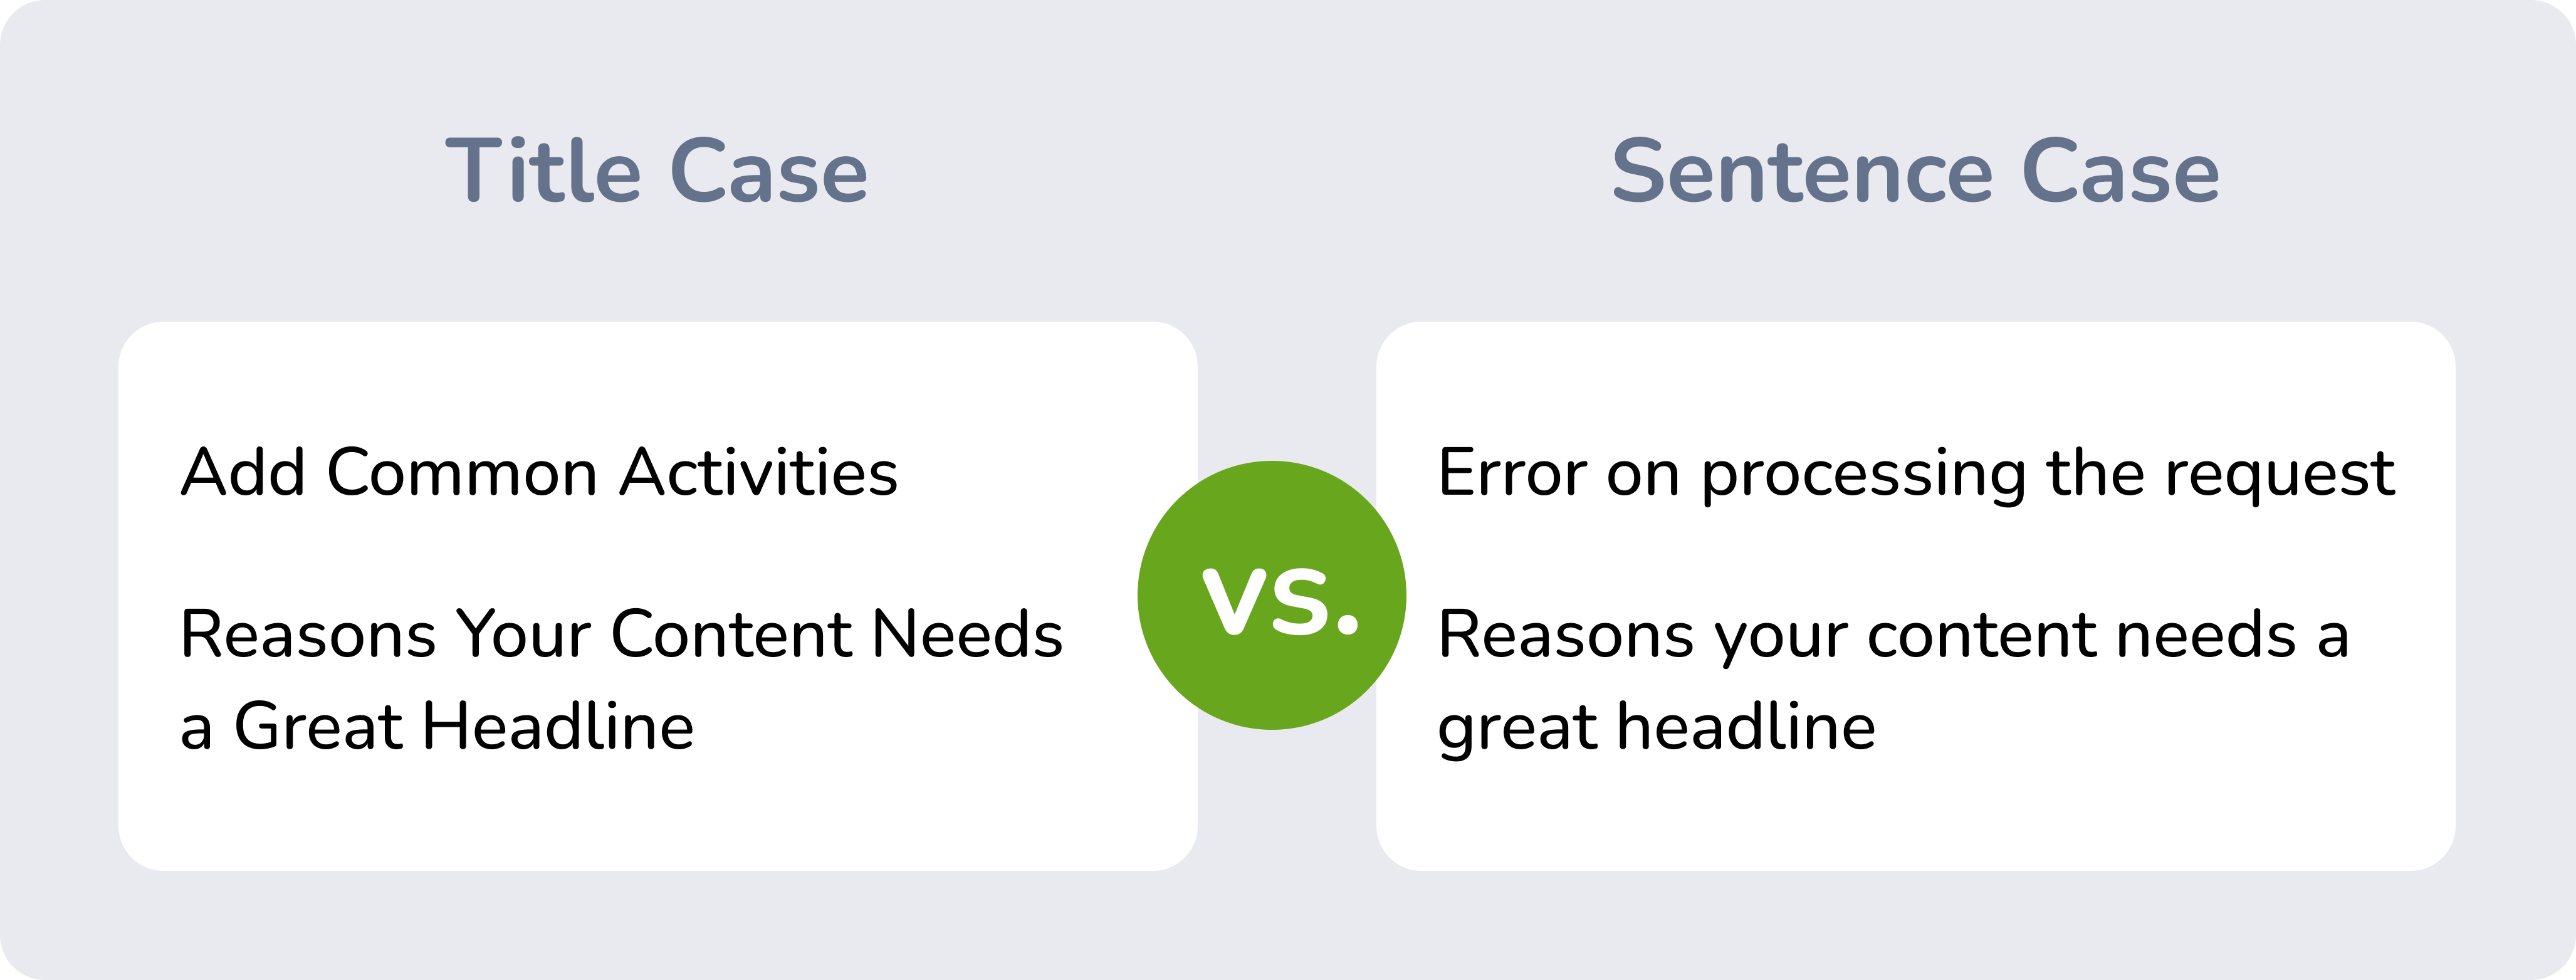 Title Case
Add Common Activities
Reasons Your Content Needs
a Great Headline
vs.
Sentence Case
Error on processing the request
Reasons your content needs a
great headline